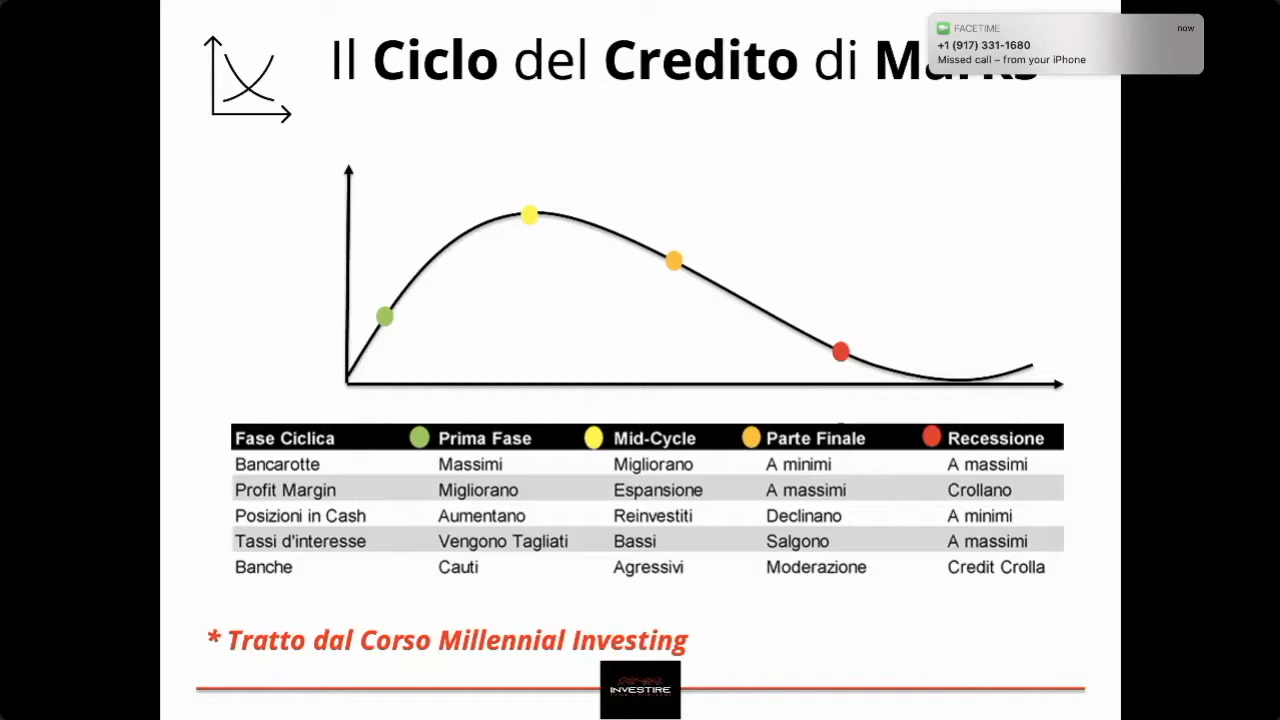 Il Ciclo del Credito di Marks
FACETIME
now
+1 (917) 331-1680
Missed call – from your iPhone
Fase Ciclica Prima Fase Mid-Cycle Parte Finale Recessione
Bancarotte Massimi Migliorano A minimi A massimi
Profit Margin Migliorano Espansione A massimi Crollano
Posizioni in Cash Aumentano Reinvestiti Declinano A minimi
Tassi d'interesse Vengono Tagliati Bassi Salgono A massimi
Banche Cauti Agressivi Moderazione Credit Crolla
* Tratto dal Corso Millennial Investing
INVESTIRE